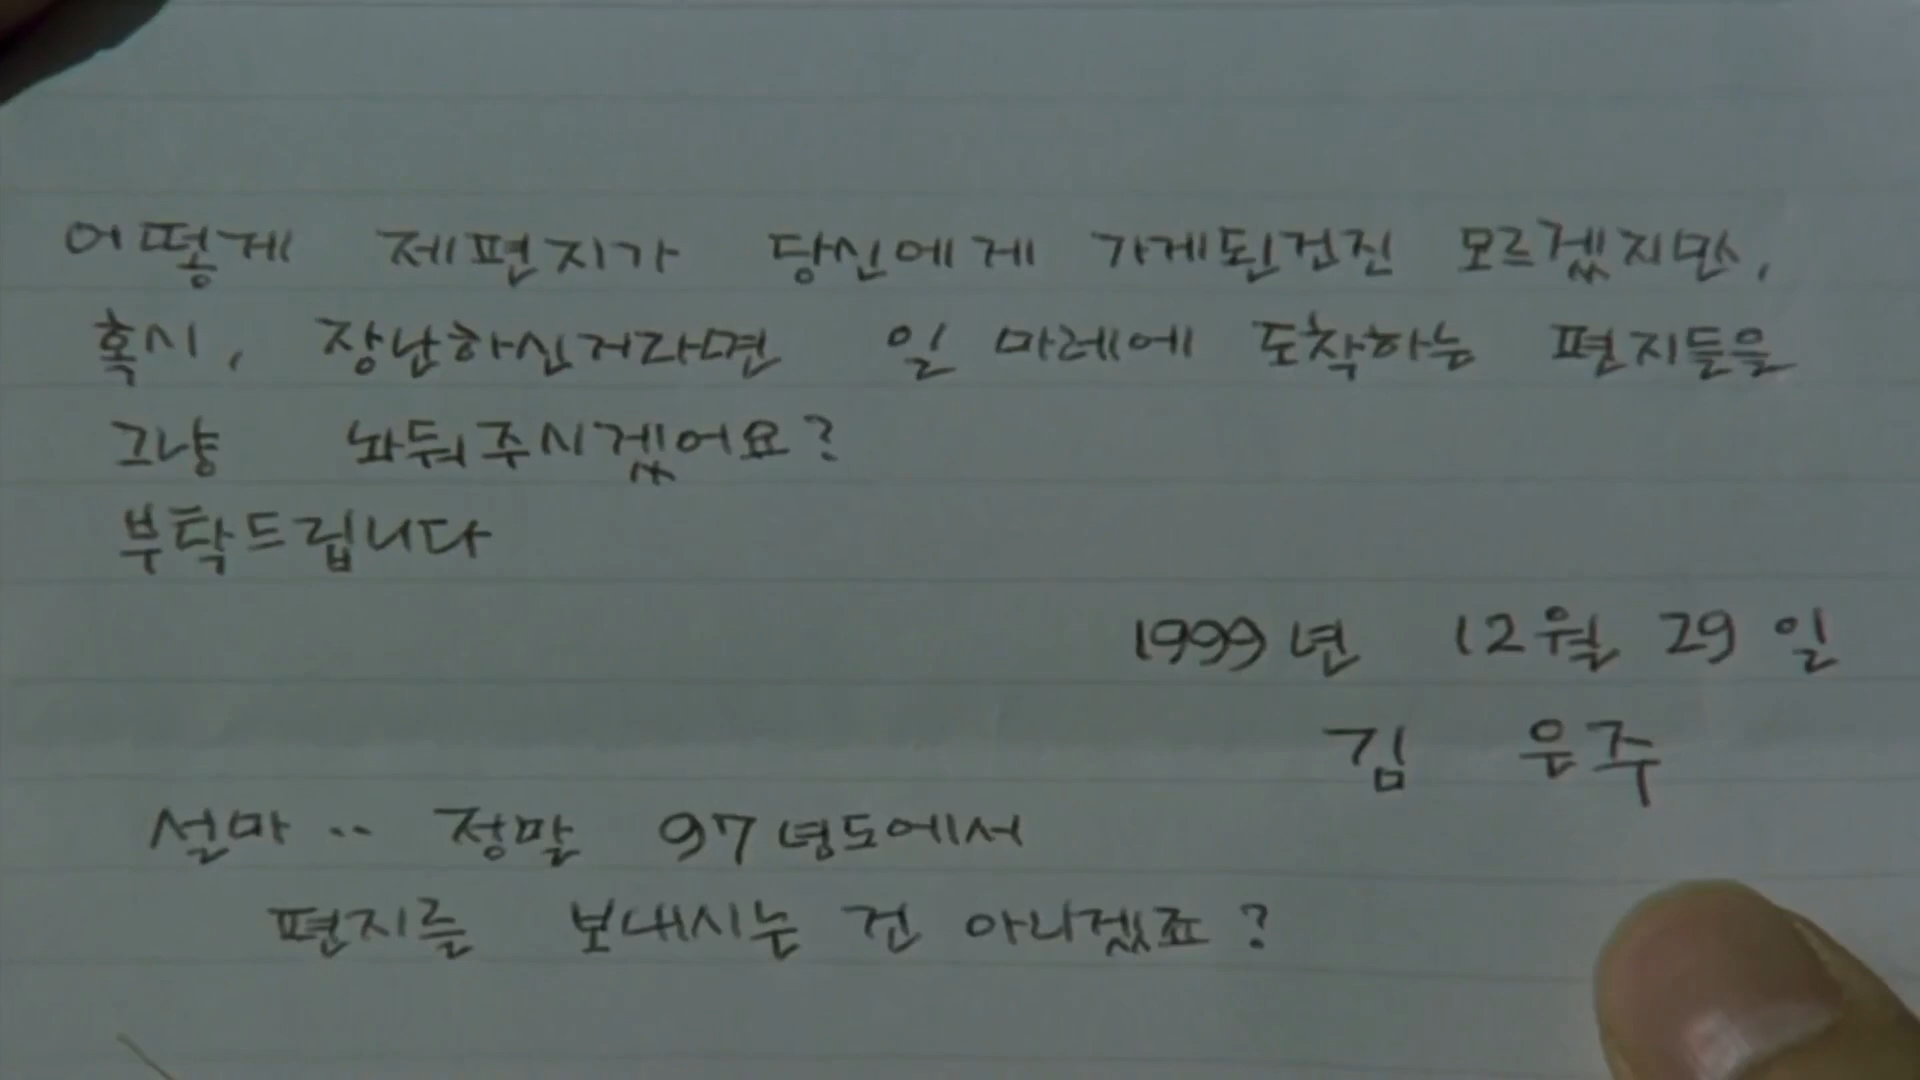 어떻게 제편지가 당신에게 가게된건진 모르겠지만,
혹시, 장난하신거라면 일 마레에 도착하는 편지들을
그냥 놔둬주시겠어요?
부탁드립니다
1999년 12월 29일
김 은주
설마.. 정말 97년도에서
편지를 보내시는 건 아니겠죠?